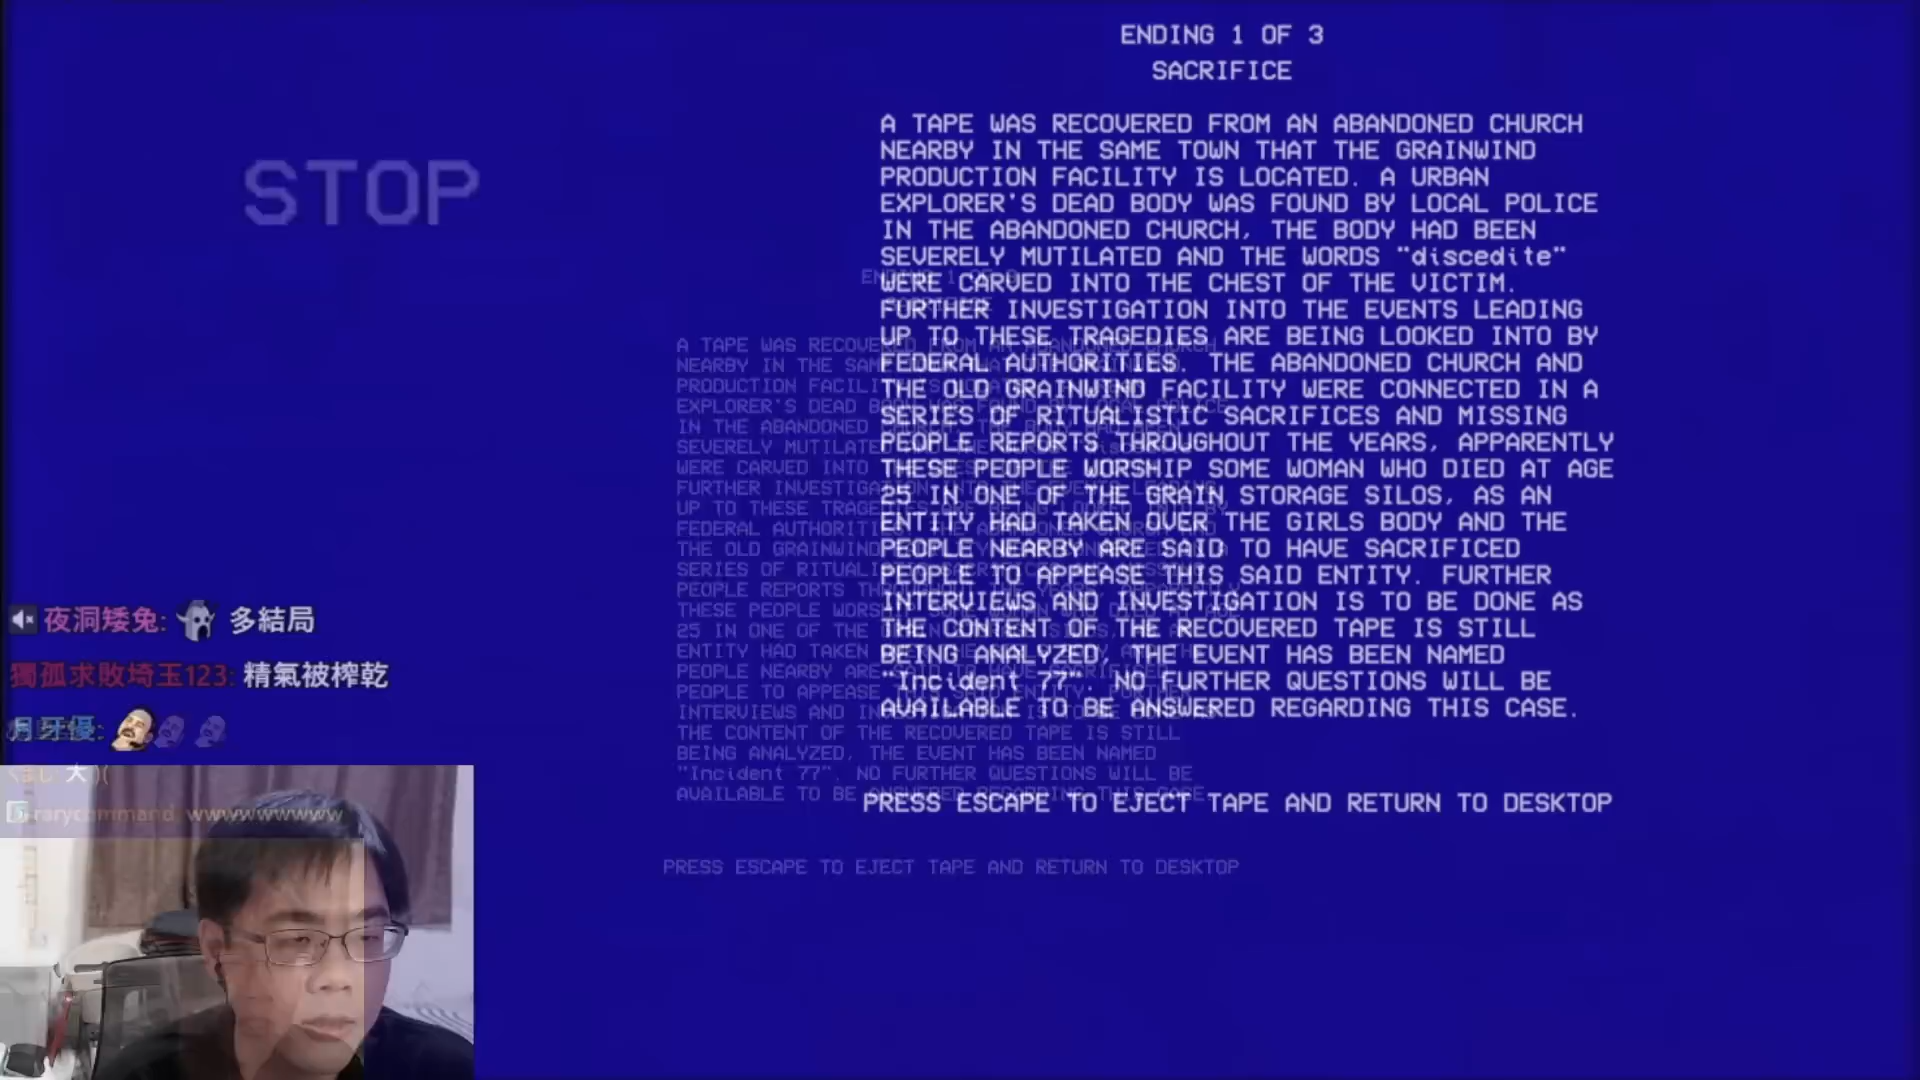 ENDING 1 OF 3
SACRIFICE
STOP
A TAPE WAS RECOVERED FROM AN ABANDONED CHURCH
NEARBY IN THE SAME TOWN THAT THE GRAINWIND
PRODUCTION FACILITY IS LOCATED. A URBAN
EXPLORER'S DEAD BODY WAS FOUND BY LOCAL POLICE
IN THE ABANDONED CHURCH, THE BODY HAD BEEN
SEVERELY MUTILATED AND THE WORDS "discedite"
WERE CARVED INTO THE CHEST OF THE VICTIM.
FURTHER INVESTIGATION INTO THE EVENTS LEADING
UP TO THESE TRAGEDIES ARE BEING LOOKED INTO BY
FEDERAL AUTHORITIES. THE ABANDONED CHURCH AND
THE OLD GRAINWIND FACILITY WERE CONNECTED IN A
SERIES OF RITUALISTIC SACRIFICES AND MISSING
PEOPLE REPORTS THROUGHOUT THE YEARS, APPARENTLY
THESE PEOPLE WORSHIP SOME WOMAN WHO DIED AT AGE
25 IN ONE OF THE GRAIN STORAGE SILOS, AS AN
ENTITY HAD TAKEN OVER THE GIRLS BODY AND THE
PEOPLE NEARBY ARE SAID TO HAVE SACRIFICED
PEOPLE TO APPEASE THIS SAID ENTITY. FURTHER
INTERVIEWS AND INVESTIGATION IS TO BE DONE AS
THE CONTENT OF THE RECOVERED TAPE IS STILL
BEING ANALYZED, THE EVENT HAS BEEN NAMED
"Incident 77". NO FURTHER QUESTIONS WILL BE
AVAILABLE TO BE ANSWERED REGARDING THIS CASE.
PRESS ESCAPE TO EJECT TAPE AND RETURN TO DESKTOP
PRESS ESCAPE TO EJECT TAPE AND RETURN TO DESKTOP
夜洞矮兔: 多結局
獨孤求敗埼玉123: 精氣被榨乾
月牙優:
大
rarycommand: wwwwwwwww